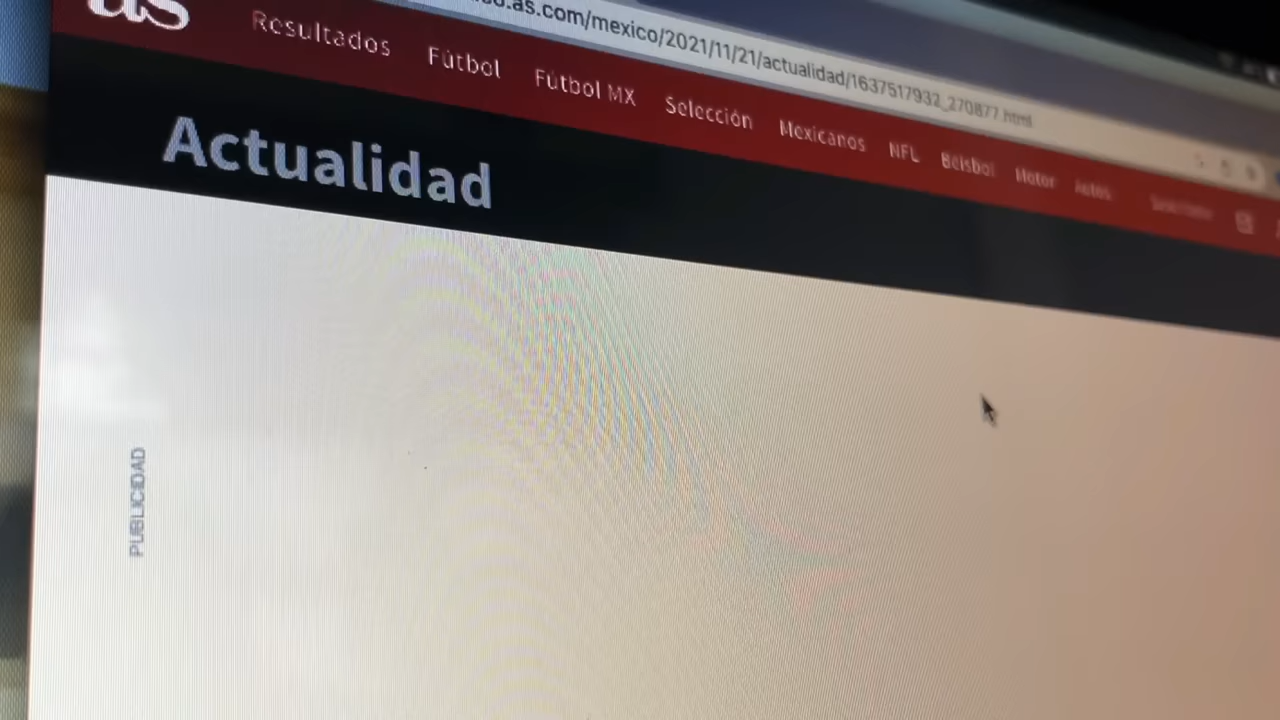 .as.com/mexico/2021/11/21/actualidad/1637517932_270877.html
as
Resultados Fútbol Fútbol MX Selección Mexicanos NFL Béisbol Motor
Actualidad
PUBLICIDAD